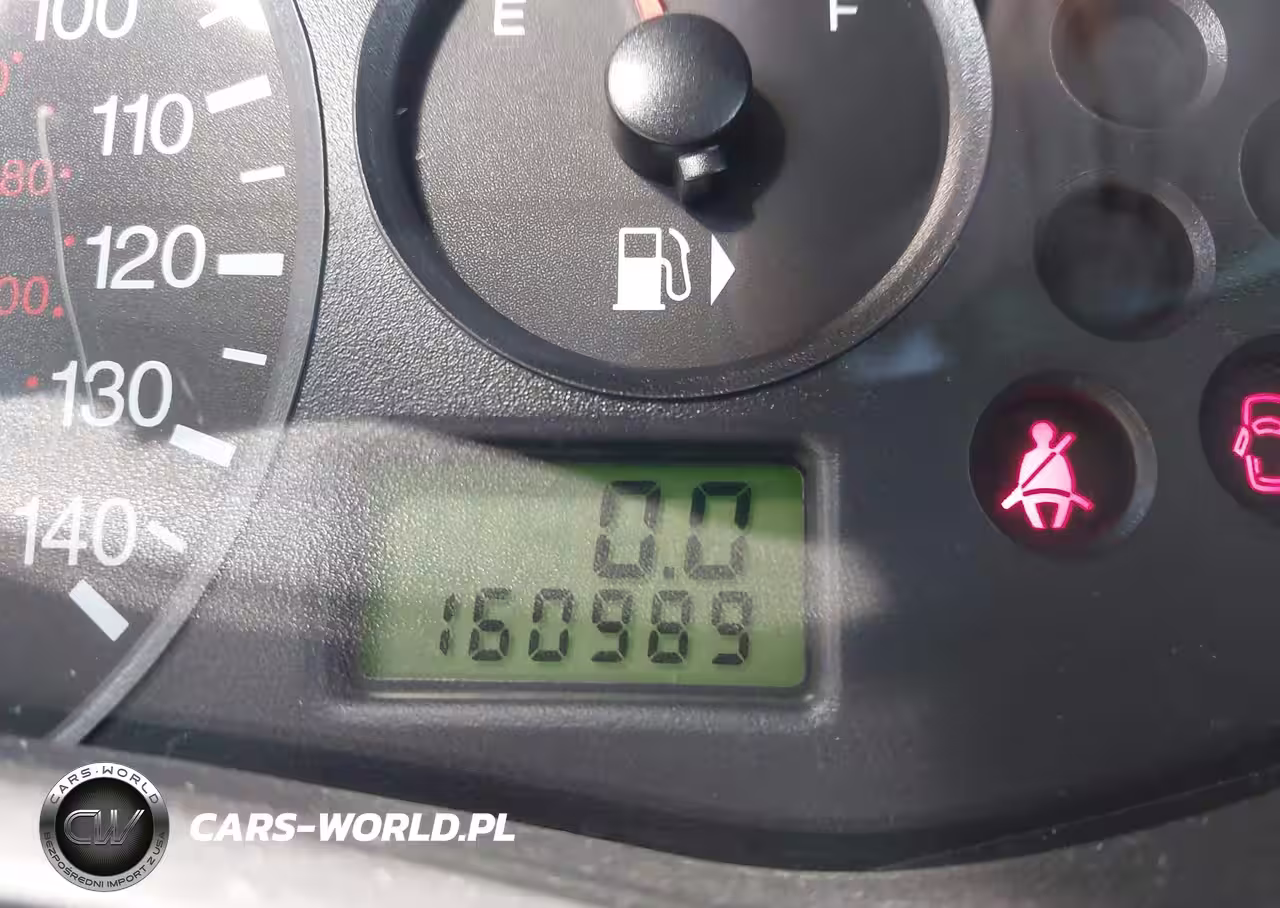 100
E
F
110
80
120
00
130
140
0.0
160989
CARS-WORLD
CW
BEZPOŚREDNI IMPORT Z USA
CARS-WORLD.PL